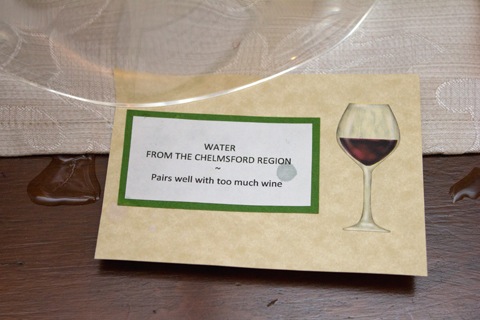 WATER
FROM THE CHELMSFORD REGION
~
Pairs well with too much wine